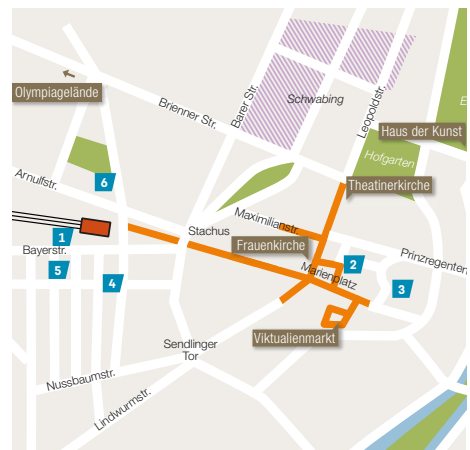 Olympiagelände
Brienner Str.
Barer Str.
Schwabing
Leopoldstr.
Haus der Kunst
Hofgarten
Arnulfstr.
6
Theatinerkirche
Maximilianstr.
Stachus
1
Bayerstr.
Frauenkirche
Prinzregenten
5
2
Marienplatz
4
3
Viktualienmarkt
Sendlinger
Tor
Nussbaumstr.
Lindwurmstr.